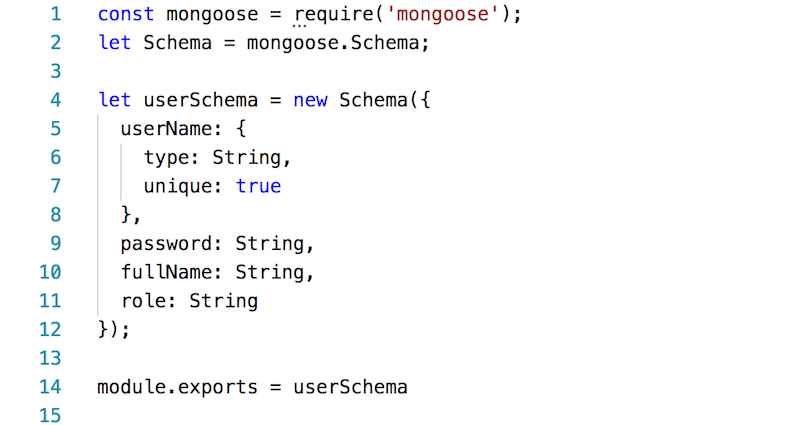 1 const mongoose = require('mongoose');
2 let Schema = mongoose.Schema;
3
4 let userSchema = new Schema({
5   userName: {
6     type: String,
7     unique: true
8   },
9   password: String,
10   fullName: String,
11   role: String
12 });
13
14 module.exports = userSchema
15